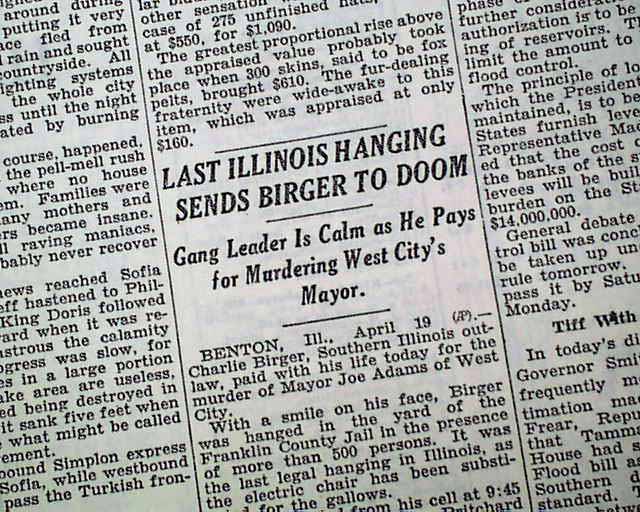 around during
putting it very
ace fled from
rain and sought
ountryside. All
ighting systems
the whole city
ss until the night
ated by burning
course, happened,
the pell-mell rush
where no house
em. Families were
any mothers and
rs became insane.
ll raving maniacs,
bably never recover
news reached Sofia
eff hastened to Phil-
King Doris followed
ard when it was re-
strous the calamity
ogress was slow, for
es in a large portion
ake area are useless,
ed being destroyed in
it sank five feet when
what might be called
ement.
bound Simplon express
Sofia, while westbound
pass the Turkish fron-
other sensation
case of 275 unfinished
at $550, for $1,090.
The greatest proportional rise above
the appraised value probably took
place when 300 skins, said to be fox
pelts, brought $610. The fur-dealing
fraternity were wide-awake to this
item, which was appraised at only
$160.
LAST ILLINOIS HANGING
SENDS BIRGER TO DOOM
Gang Leader Is Calm as He Pays
for Murdering West City's
Mayor.
BENTON, Ill., April 19 (AP).—
Charlie Birger, Southern Illinois out-
law, paid with his life today for the
murder of Mayor Joe Adams of West
City.
With a smile on his face, Birger
was hanged in the yard of the
Franklin County Jail in the presence
of more than 500 persons. It was
the last legal hanging in Illinois, as
the electric chair has been substi-
for the gallows.
from his cell at 9:45
Pritchard
phase of
further considerat
authorization is to be
ing of reservoirs. T
limit the amount to
flood control.
The principle of lo
which the President
maintained, is to be
States furnish leve
Representative Ma
ed that the cost o
the banks of the s
levees will be buil
burden on the St
$14,000,000.
General debate
trol bill was conc
be taken up un
rule tomorrow.
pass it by Satu
Monday.
Tiff With
In today's di
Governor Smi
frequently m
timation ma
Frear, Repu
that Tamma
House had s
Flood bill as
Southern d
standard. T